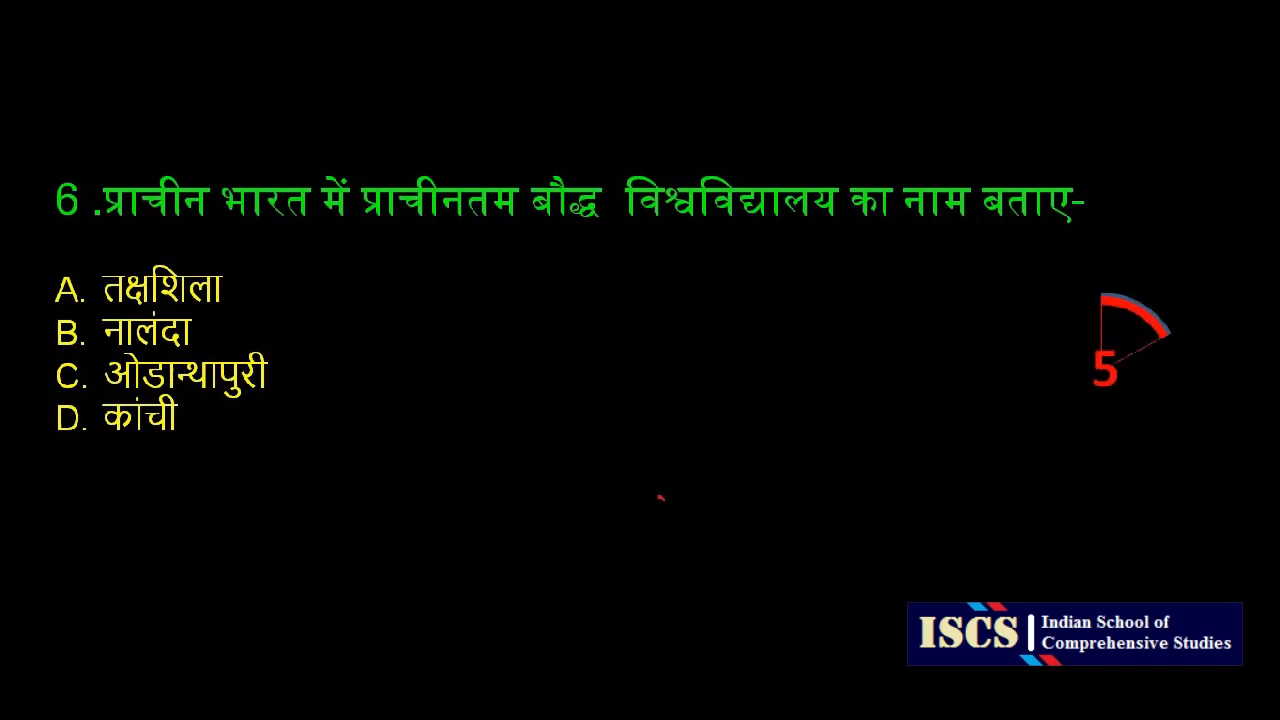 6 .प्राचीन भारत में प्राचीनतम बौद्ध विश्वविद्यालय का नाम बताए-
A. तक्षशिला
B. नालंदा
C. ओडान्थापुरी
D. कांची
5
ISCS
Indian School of
Comprehensive Studies